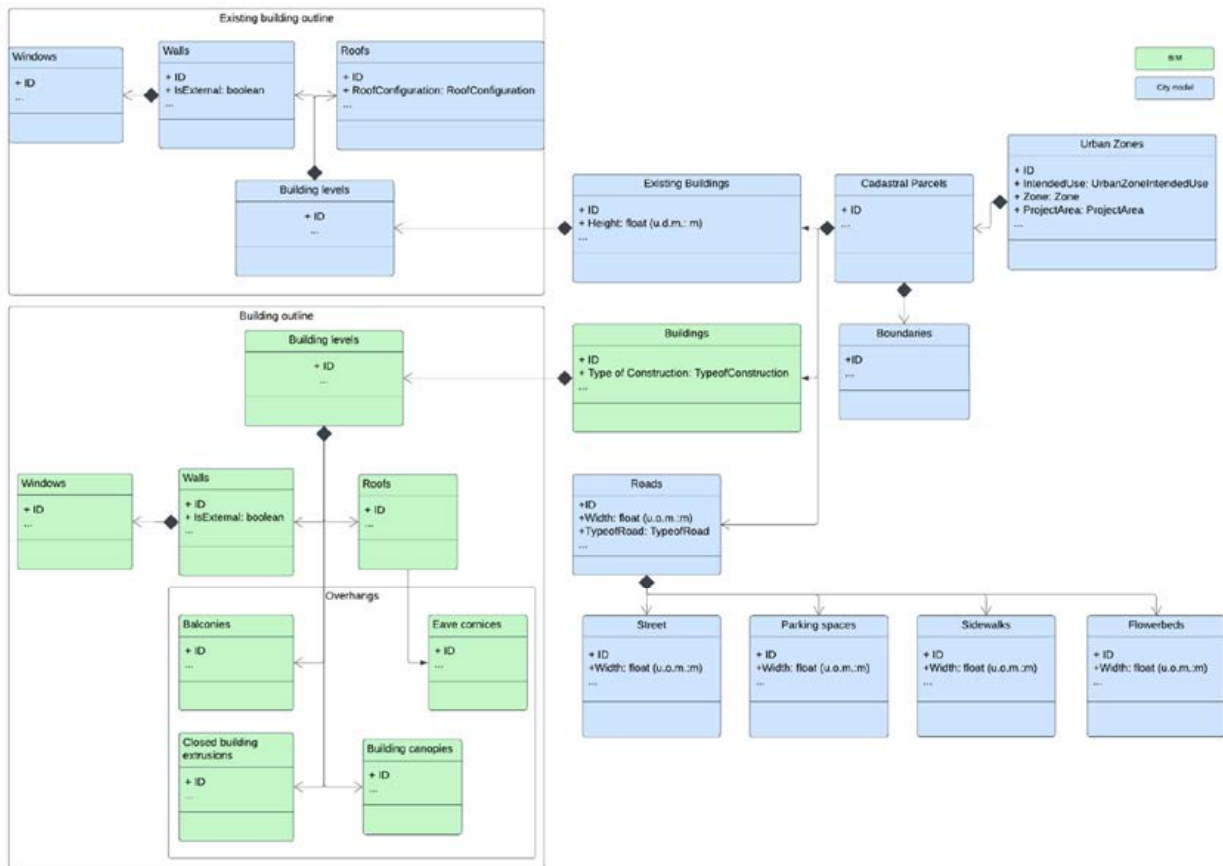 Existing building outline
Windows
+ ID
...
Walls
+ ID
+ IsExternal: boolean
...
Roofs
+ ID
+ RoofConfiguration: RoofConfiguration
...
Building levels
+ ID
...
Existing Buildings
+ ID
+ Height: float (u.d.m.: m)
...
Cadastral Parcels
+ ID
...
Urban Zones
+ ID
+ IntendedUse: UrbanZoneIntendedUse
+ Zone: Zone
+ ProjectArea: ProjectArea
...
BIM
City model
Building outline
Building levels
+ ID
...
Buildings
+ ID
+ Type of Construction: TypeofConstruction
...
Boundaries
+ID
...
Windows
+ ID
...
Walls
+ ID
+ IsExternal: boolean
...
Roofs
+ ID
...
Roads
+ID
+Width: float (u.o.m.:m)
+TypeofRoad: TypeofRoad
...
Overhangs
Balconies
+ ID
...
Eave cornices
+ ID
...
Closed building
extrusions
+ ID
...
Building canopies
+ ID
...
Street
+ ID
+Width: float (u.o.m.:m)
...
Parking spaces
+ ID
+Width: float (u.o.m.:m)
...
Sidewalks
+ ID
+Width: float (u.o.m.:m)
...
Flowerbeds
+ ID
+Width: float (u.o.m.:m)
...